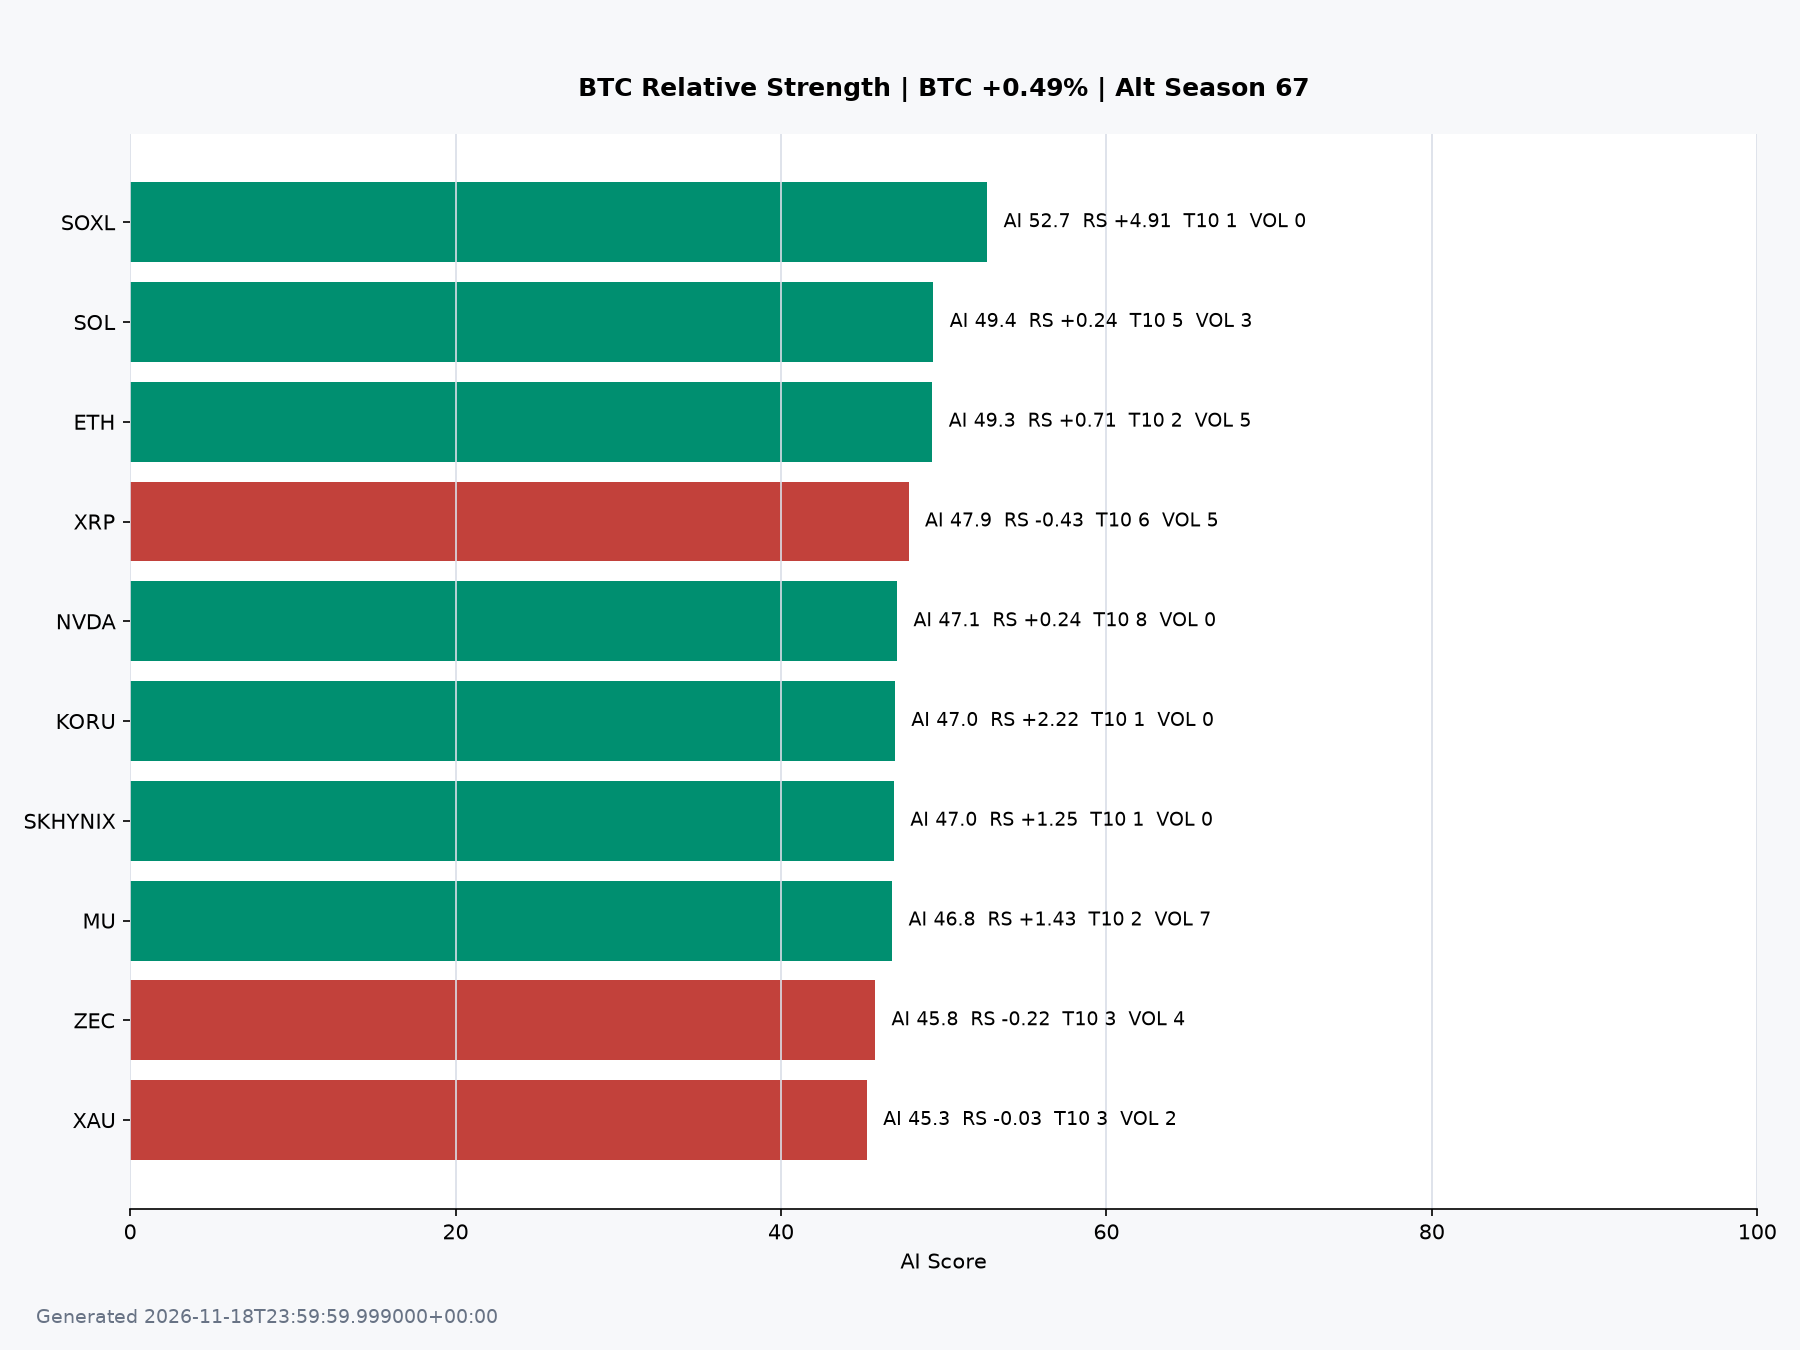 BTC Relative Strength | BTC +0.49% | Alt Season 67
SOXL AI 52.7 RS +4.91 T10 1 VOL 0
SOL AI 49.4 RS +0.24 T10 5 VOL 3
ETH AI 49.3 RS +0.71 T10 2 VOL 5
XRP AI 47.9 RS -0.43 T10 6 VOL 5
NVDA AI 47.1 RS +0.24 T10 8 VOL 0
KORU AI 47.0 RS +2.22 T10 1 VOL 0
SKHYNIX AI 47.0 RS +1.25 T10 1 VOL 0
MU AI 46.8 RS +1.43 T10 2 VOL 7
ZEC AI 45.8 RS -0.22 T10 3 VOL 4
XAU AI 45.3 RS -0.03 T10 3 VOL 2
0 20 40 60 80 100
AI Score
Generated 2026-11-18T23:59:59.999000+00:00